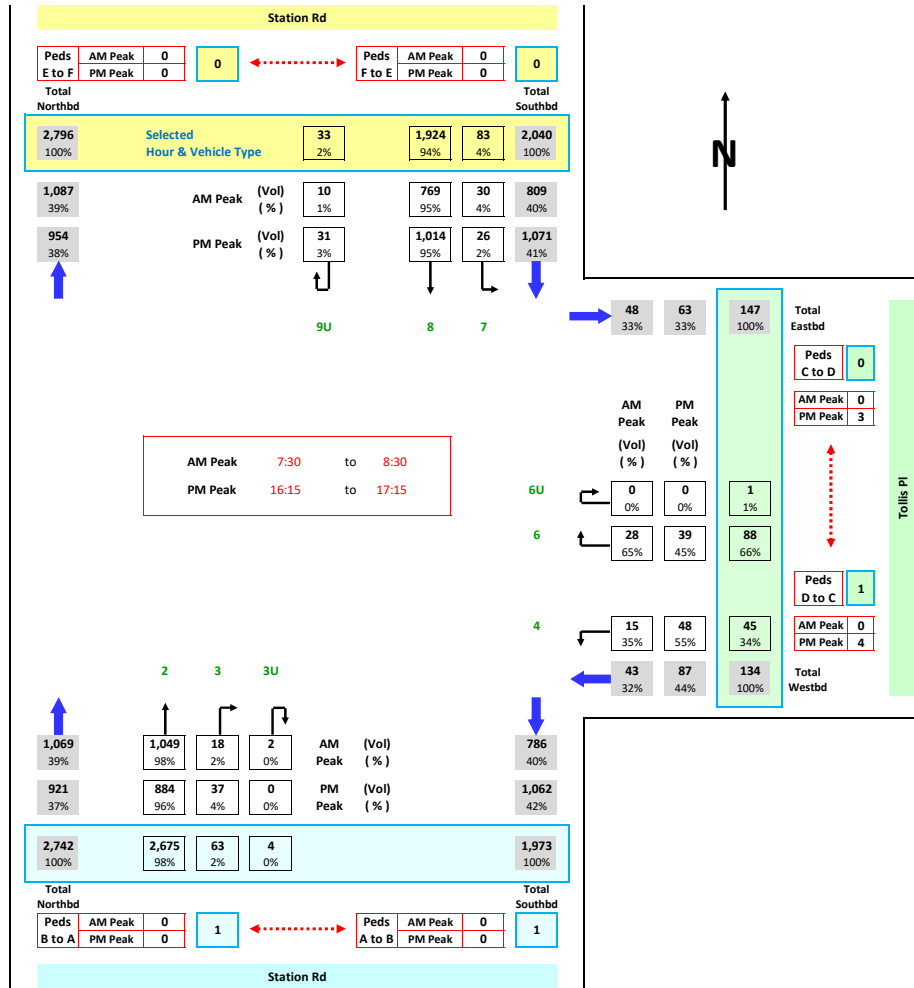 Station Rd
Peds AM Peak 0 0 Peds AM Peak 0 0
E to F PM Peak 0 F to E PM Peak 0
Total Total
Northbd Southbd
2,796 Selected 33 1,924 83 2,040
100% Hour & Vehicle Type 2% 94% 4% 100%
1,087 AM Peak (Vol) 10 769 30 809
39% ( % ) 1% 95% 4% 40%
954 PM Peak (Vol) 31 1,014 26 1,071
38% ( % ) 3% 95% 2% 41%
N
9U 8 7
48 63 147 Total
33% 33% 100% Eastbd
Peds 0
C to D
AM Peak 0
PM Peak 3
AM PM
Peak Peak
(Vol) (Vol)
( % ) ( % )
AM Peak 7:30 to 8:30
PM Peak 16:15 to 17:15
6U 0 0 1
0% 0% 1%
6 28 39 88
65% 45% 66%
Tollis Pl
Peds 1
D to C
4 15 48 45 AM Peak 0
35% 55% 34% PM Peak 4
43 87 134 Total
32% 44% 100% Westbd
2 3 3U
1,069 1,049 18 2 AM (Vol) 786
39% 98% 2% 0% Peak ( % ) 40%
921 884 37 0 PM (Vol) 1,062
37% 96% 4% 0% Peak ( % ) 42%
2,742 2,675 63 4 1,973
100% 98% 2% 0% 100%
Total Total
Northbd Southbd
Peds AM Peak 0 1 Peds AM Peak 0 1
B to A PM Peak 0 A to B PM Peak 0
Station Rd